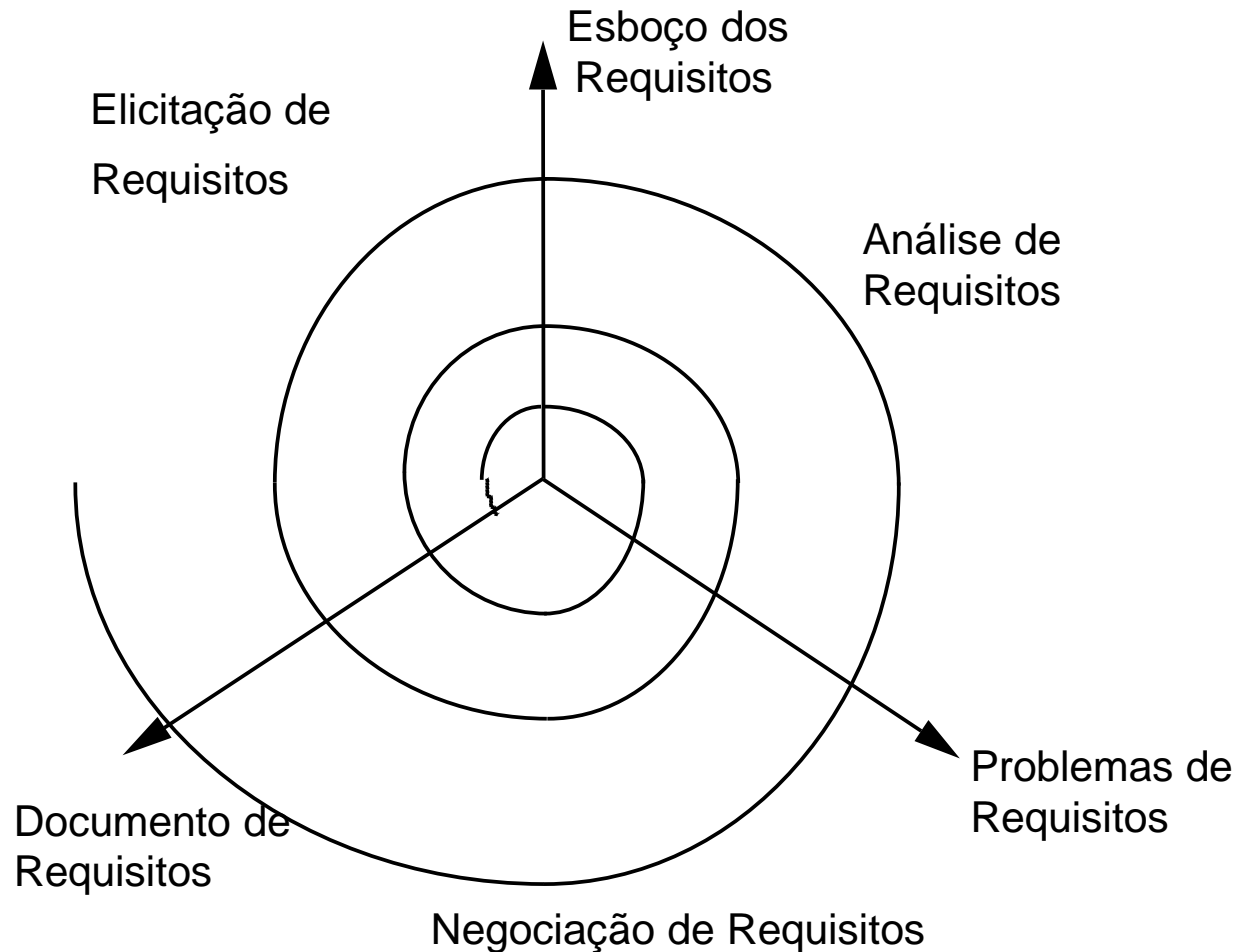 Esboço dos
Requisitos
Elicitação de
Requisitos
Análise de
Requisitos
Problemas de
Requisitos
Documento de
Requisitos
Negociação de Requisitos